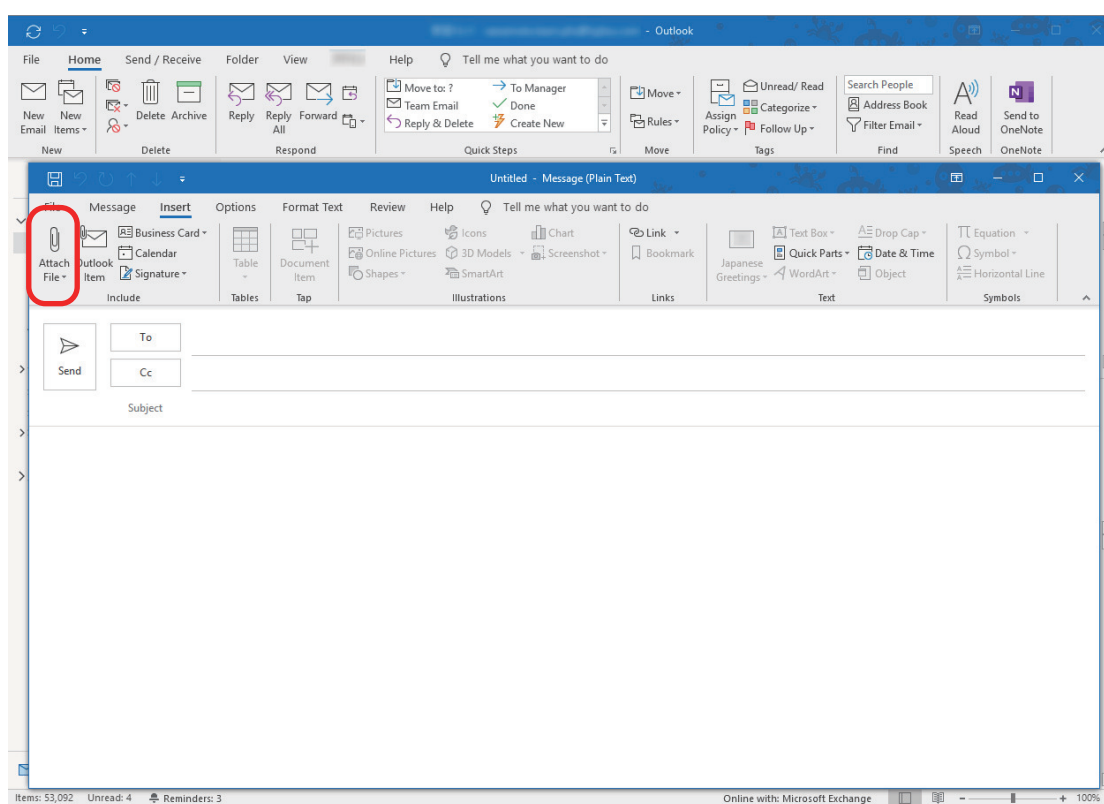 - Outlook
File Home Send / Receive Folder View Help Tell me what you want to do
New Email
New Items
Delete
Archive
Reply
Reply All
Forward
Move to: ?
To Manager
Team Email
Done
Reply & Delete
Create New
Move
Rules
Assign Policy
Unread/ Read
Categorize
Follow Up
Search People
Address Book
Filter Email
Read Aloud
Send to OneNote
New Delete Respond Quick Steps Move Tags Find Speech OneNote
Untitled - Message (Plain Text)
File Message Insert Options Format Text Review Help Tell me what you want to do
Attach File
Outlook Item
Business Card
Calendar
Signature
Table
Document Item
Pictures
Online Pictures
Shapes
Icons
3D Models
SmartArt
Chart
Screenshot
Link
Bookmark
Japanese Greetings
Text Box
Quick Parts
WordArt
Drop Cap
Date & Time
Object
Equation
Symbol
Horizontal Line
Include Tables Tap Illustrations Links Text Symbols
Send
To
Cc
Subject
Items: 53,092 Unread: 4 Reminders: 3 Online with: Microsoft Exchange 100%